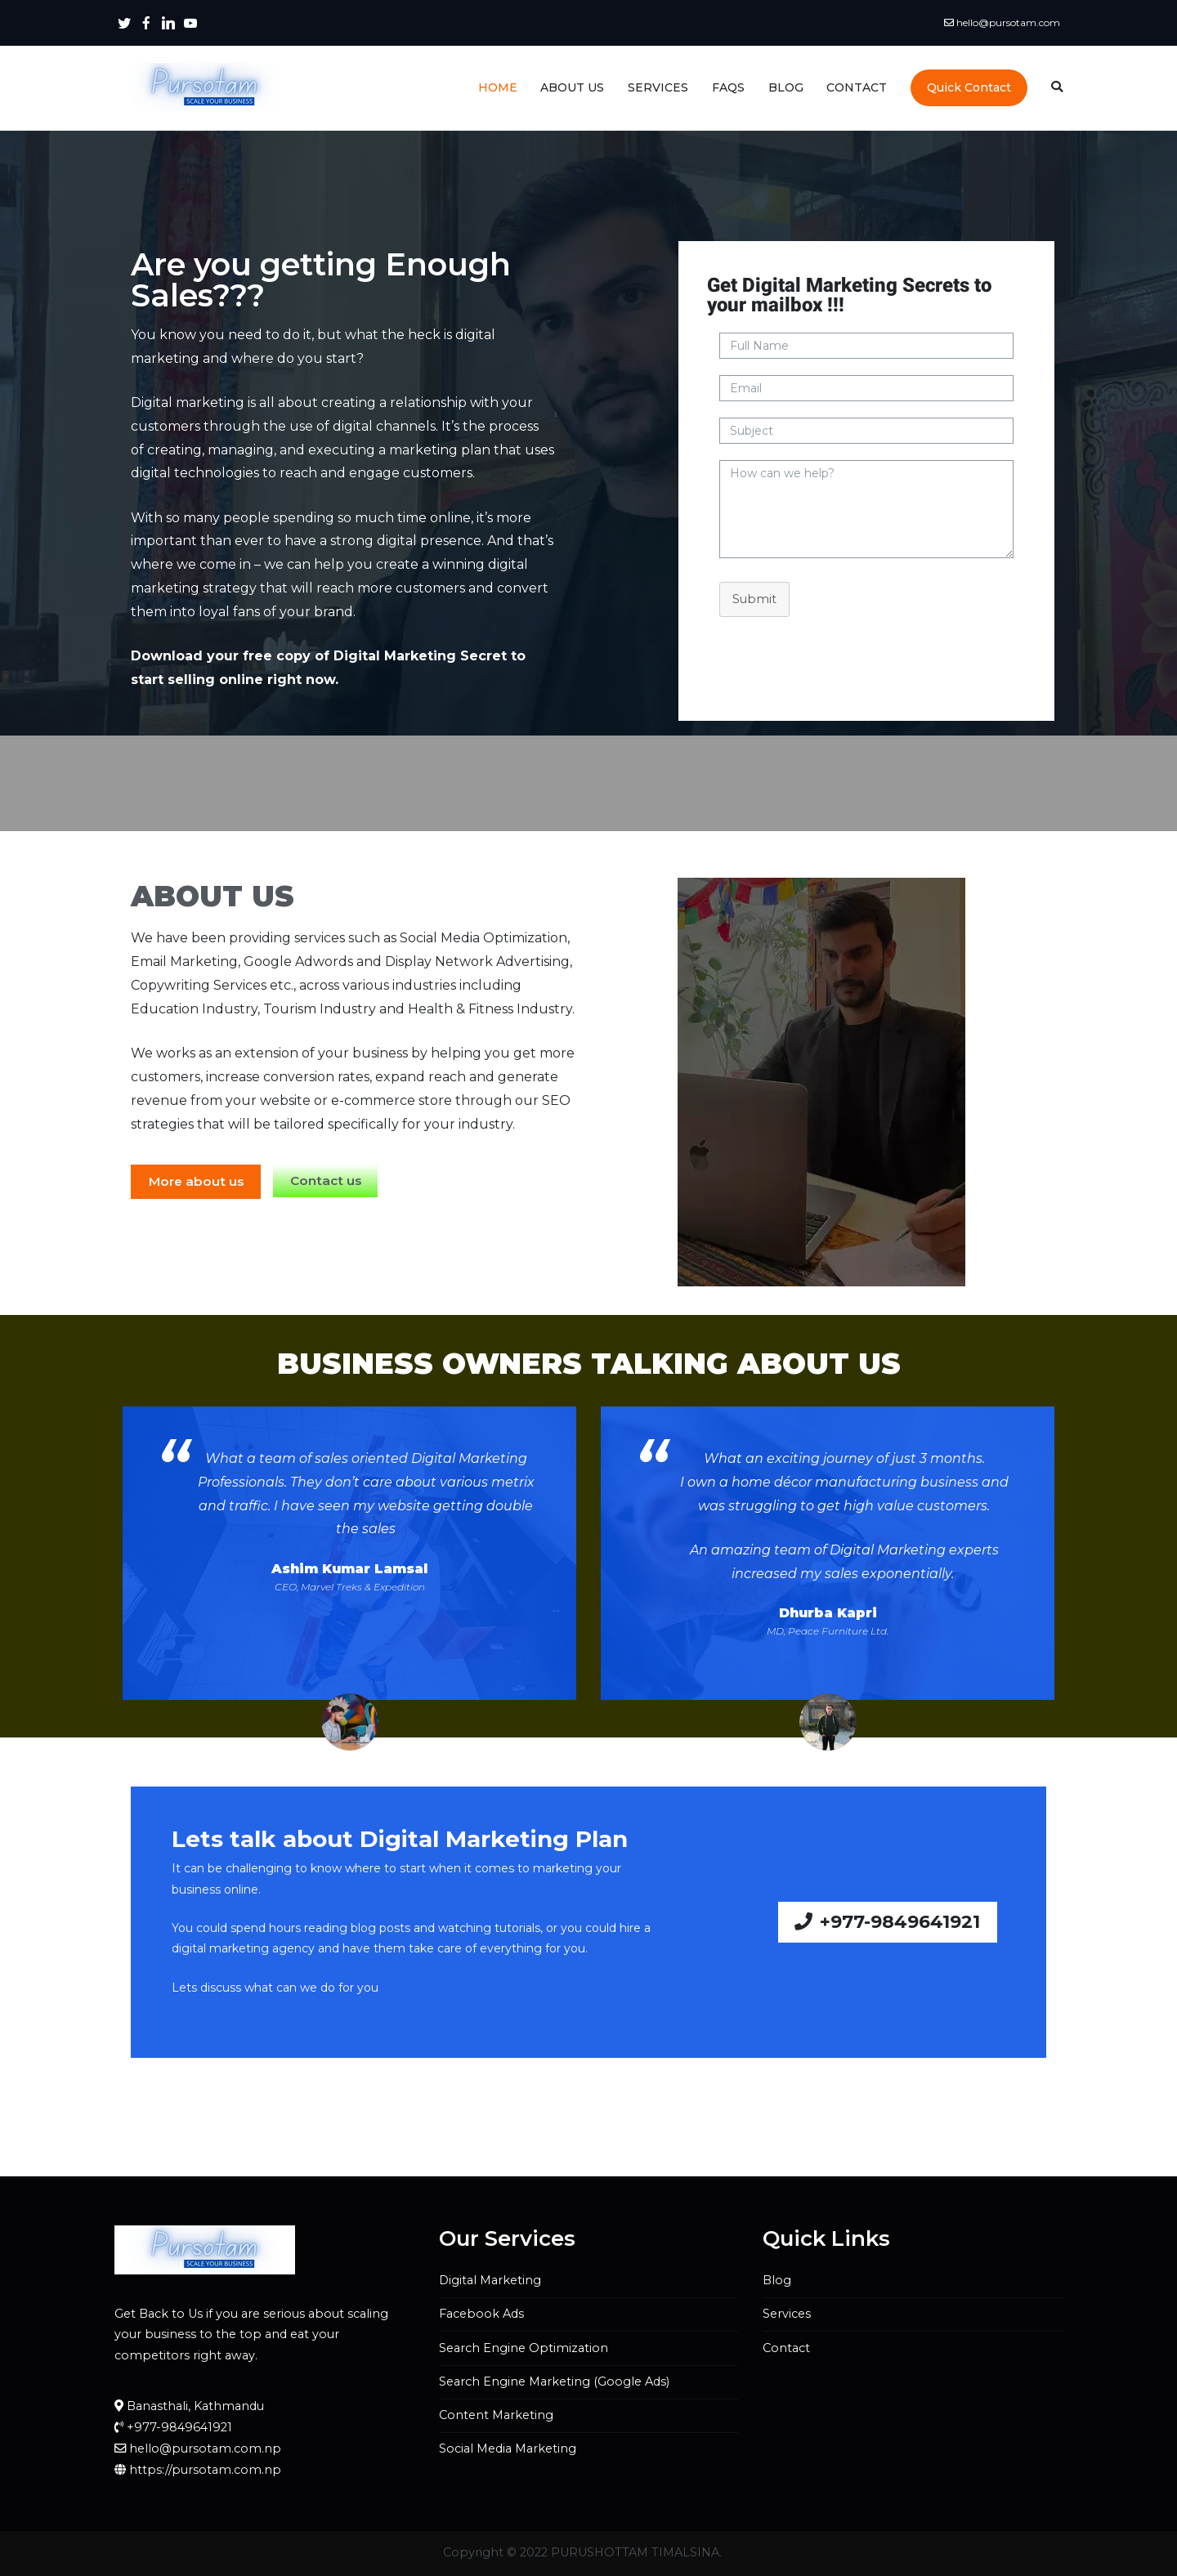 hello@pursotam.com
Pursotam
SCALE YOUR BUSINESS
HOME
ABOUT US
SERVICES
FAQS
BLOG
CONTACT
Quick Contact
Are you getting Enough
Sales???
You know you need to do it, but what the heck is digital
marketing and where do you start?
Digital marketing is all about creating a relationship with your
customers through the use of digital channels. It’s the process
of creating, managing, and executing a marketing plan that uses
digital technologies to reach and engage customers.
With so many people spending so much time online, it’s more
important than ever to have a strong digital presence. And that’s
where we come in – we can help you create a winning digital
marketing strategy that will reach more customers and convert
them into loyal fans of your brand.
Download your free copy of Digital Marketing Secret to
start selling online right now.
Get Digital Marketing Secrets to
your mailbox !!!
Full Name
Email
Subject
How can we help?
Submit
ABOUT US
We have been providing services such as Social Media Optimization,
Email Marketing, Google Adwords and Display Network Advertising,
Copywriting Services etc., across various industries including
Education Industry, Tourism Industry and Health & Fitness Industry.
We works as an extension of your business by helping you get more
customers, increase conversion rates, expand reach and generate
revenue from your website or e-commerce store through our SEO
strategies that will be tailored specifically for your industry.
More about us
Contact us
BUSINESS OWNERS TALKING ABOUT US
“
What a team of sales oriented Digital Marketing
Professionals. They don’t care about various metrix
and traffic. I have seen my website getting double
the sales
Ashim Kumar Lamsal
CEO, Marvel Treks & Expedition
“
What an exciting journey of just 3 months.
I own a home décor manufacturing business and
was struggling to get high value customers.
An amazing team of Digital Marketing experts
increased my sales exponentially.
Dhurba Kapri
MD, Peace Furniture Ltd.
Lets talk about Digital Marketing Plan
It can be challenging to know where to start when it comes to marketing your
business online.
You could spend hours reading blog posts and watching tutorials, or you could hire a
digital marketing agency and have them take care of everything for you.
Lets discuss what can we do for you
+977-9849641921
Pursotam
SCALE YOUR BUSINESS
Get Back to Us if you are serious about scaling
your business to the top and eat your
competitors right away.
Banasthali, Kathmandu
+977-9849641921
hello@pursotam.com.np
https://pursotam.com.np
Our Services
Digital Marketing
Facebook Ads
Search Engine Optimization
Search Engine Marketing (Google Ads)
Content Marketing
Social Media Marketing
Quick Links
Blog
Services
Contact
Copyright © 2022 PURUSHOTTAM TIMALSINA.